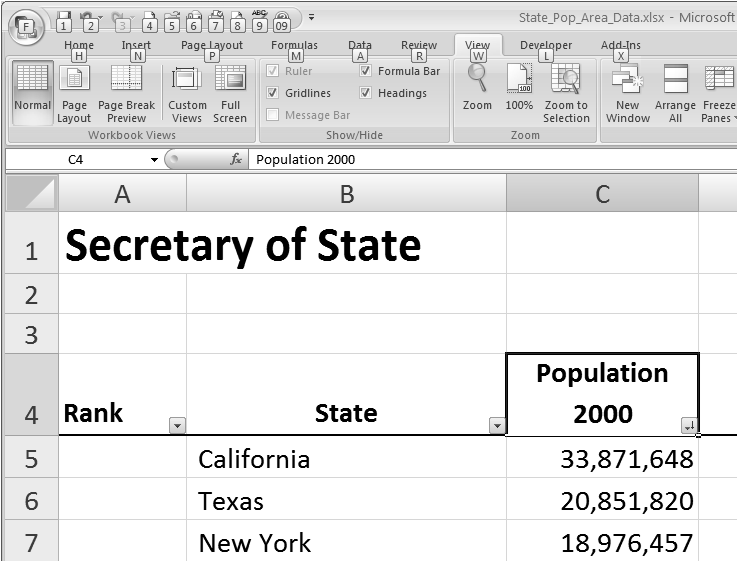 State_Pop_Area_Data.xlsx - Microsoft
F 1 2 3 4 5 6 7 8 9 09
Home Insert Page Layout Formulas Data Review View Developer Add-Ins
H N P M A R W L X
Normal Page Layout Page Break Preview Custom Views Full Screen
Workbook Views
Ruler Formula Bar
Gridlines Headings
Message Bar
Show/Hide
Zoom 100% Zoom to Selection
Zoom
New Window Arrange All Freeze Panes
C4 fx Population 2000
A B C
1 Secretary of State
2
3
4 Rank State Population 2000
5 California 33,871,648
6 Texas 20,851,820
7 New York 18,976,457